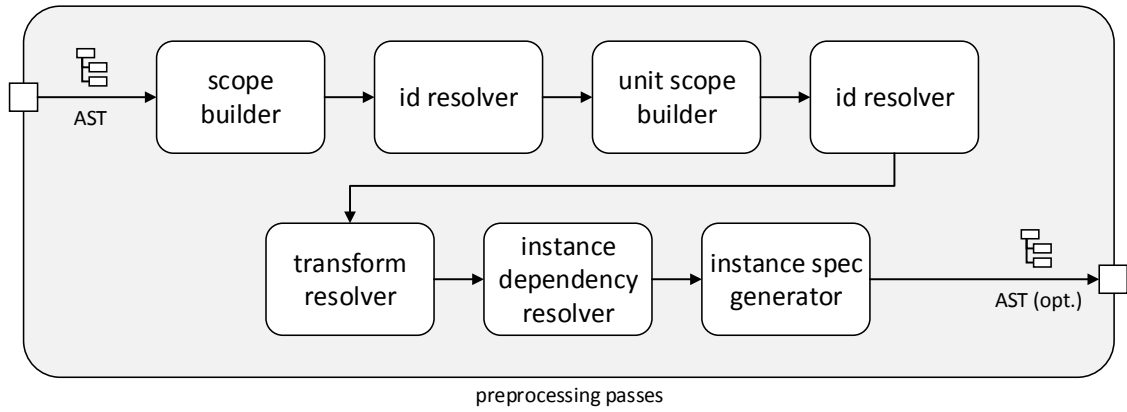 AST
scope
builder
id resolver
unit scope
builder
id resolver
transform
resolver
instance
dependency
resolver
instance spec
generator
AST (opt.)
preprocessing passes